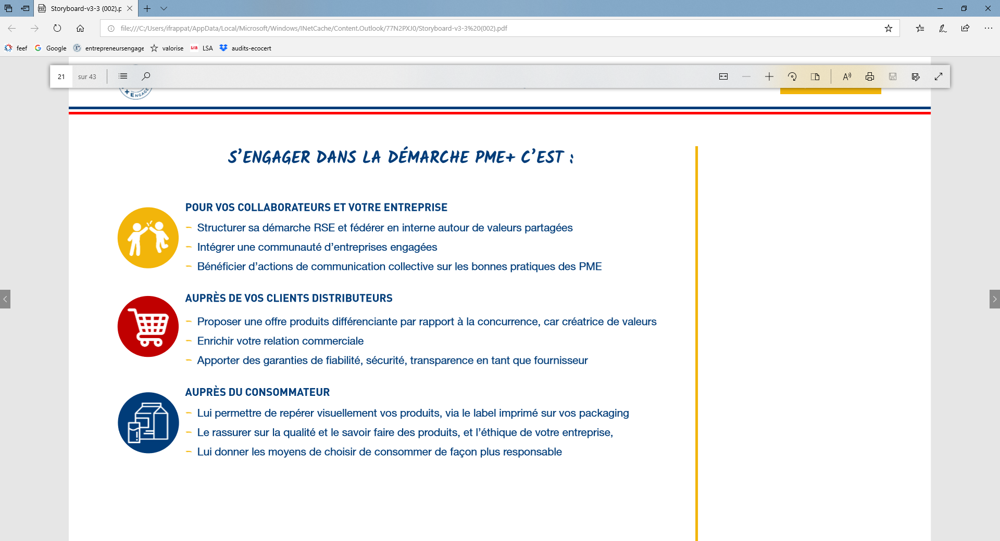 Storyboard-v3-3 (002).p
file:///C:/Users/ifrappat/AppData/Local/Microsoft/Windows/INetCache/Content.Outlook/77N2PXJ0/Storyboard-v3-3%20(002).pdf
feef Google entrepreneursengage valorise LSA audits-ecocert
21 sur 43
+ ENGAGE
S’ENGAGER DANS LA DÉMARCHE PME+ C’EST :
POUR VOS COLLABORATEURS ET VOTRE ENTREPRISE
– Structurer sa démarche RSE et fédérer en interne autour de valeurs partagées
– Intégrer une communauté d’entreprises engagées
– Bénéficier d’actions de communication collective sur les bonnes pratiques des PME
AUPRÈS DE VOS CLIENTS DISTRIBUTEURS
– Proposer une offre produits différenciante par rapport à la concurrence, car créatrice de valeurs
– Enrichir votre relation commerciale
– Apporter des garanties de fiabilité, sécurité, transparence en tant que fournisseur
AUPRÈS DU CONSOMMATEUR
– Lui permettre de repérer visuellement vos produits, via le label imprimé sur vos packaging
– Le rassurer sur la qualité et le savoir faire des produits, et l’éthique de votre entreprise,
– Lui donner les moyens de choisir de consommer de façon plus responsable